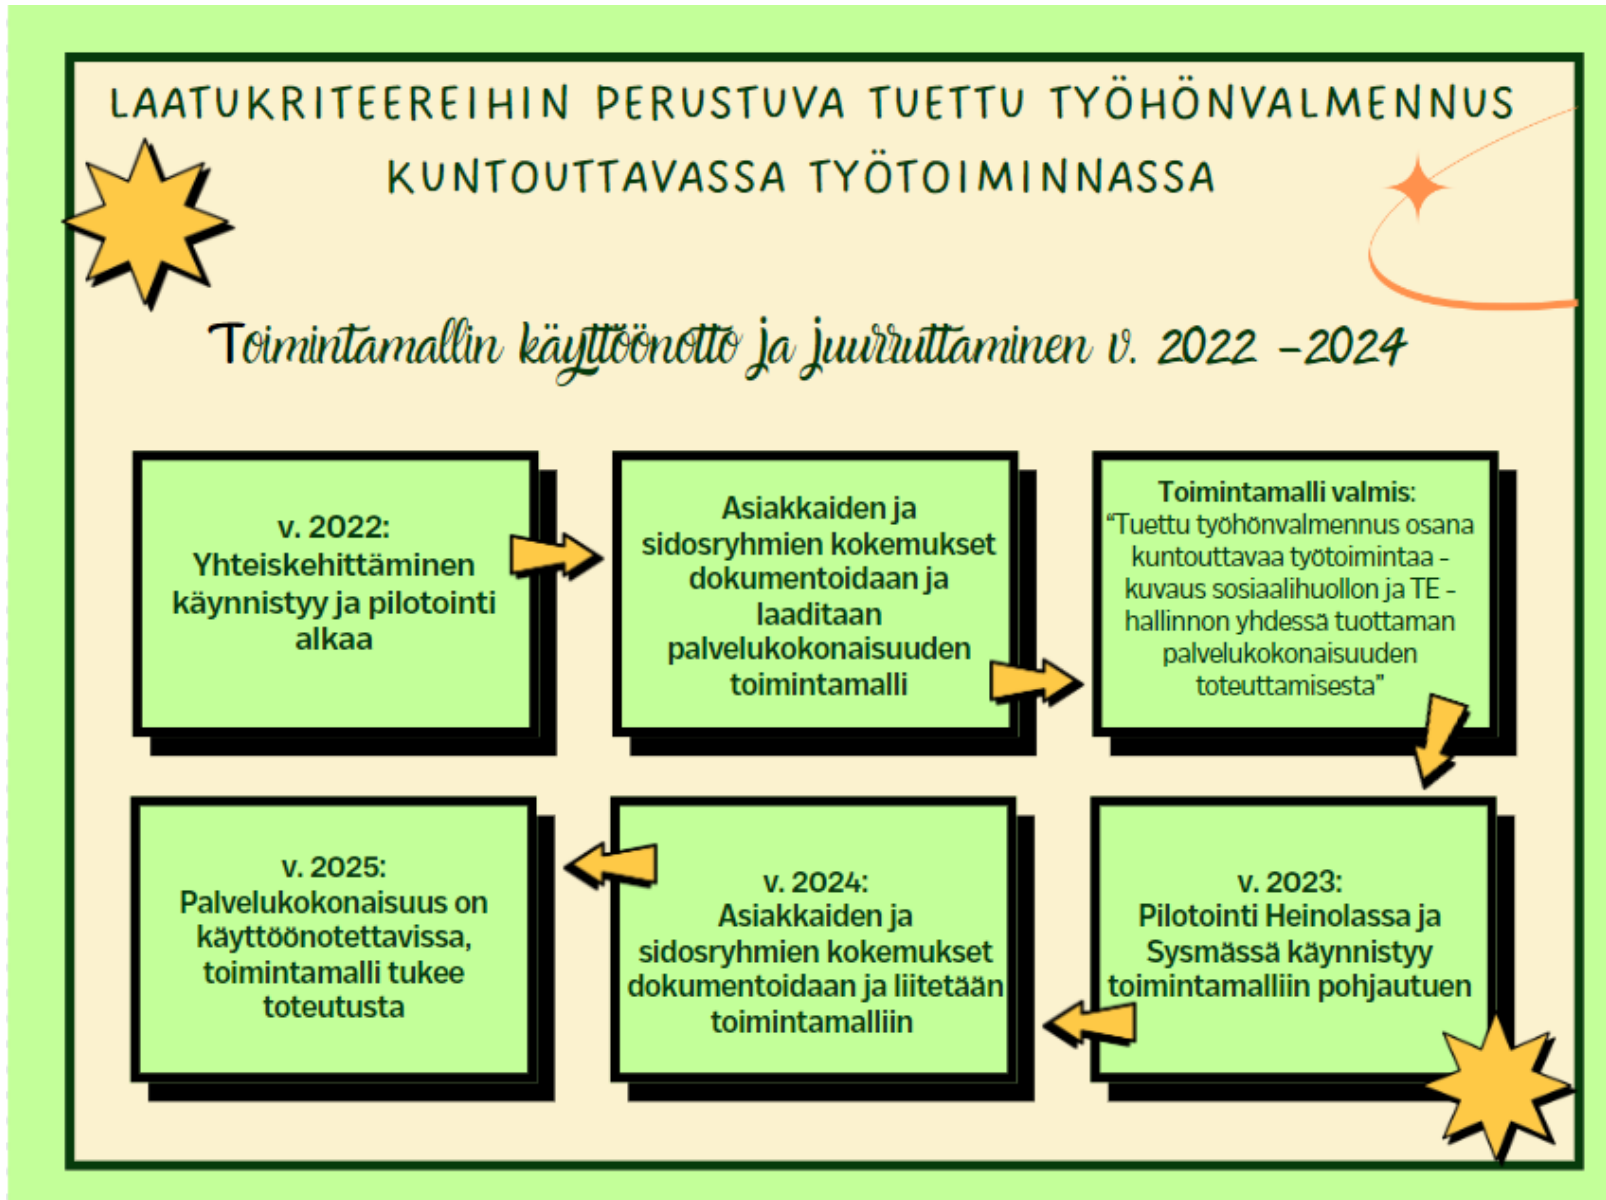 LAATUKRITEEREIHIN PERUSTUVA TUETTU TYÖHÖNVALMENNUS
KUNTOUTTAVASSA TYÖTOIMINNASSA
Toimintamallin käyttöönotto ja juurruttaminen v. 2022 -2024
v. 2022:
Yhteiskehittäminen
käynnistyy ja pilotointi
alkaa
Asiakkaiden ja
sidosryhmien kokemukset
dokumentoidaan ja
laaditaan
palvelukokonaisuuden
toimintamalli
Toimintamalli valmis:
“Tuettu työhönvalmennus osana
kuntouttavaa työtoimintaa -
kuvaus sosiaalihuollon ja TE -
hallinnon yhdessä tuottaman
palvelukokonaisuuden
toteuttamisesta”
v. 2023:
Pilotointi Heinolassa ja
Sysmässä käynnistyy
toimintamalliin pohjautuen
v. 2024:
Asiakkaiden ja
sidosryhmien kokemukset
dokumentoidaan ja liitetään
toimintamalliin
v. 2025:
Palvelukokonaisuus on
käyttöönotettavissa,
toimintamalli tukee
toteutusta